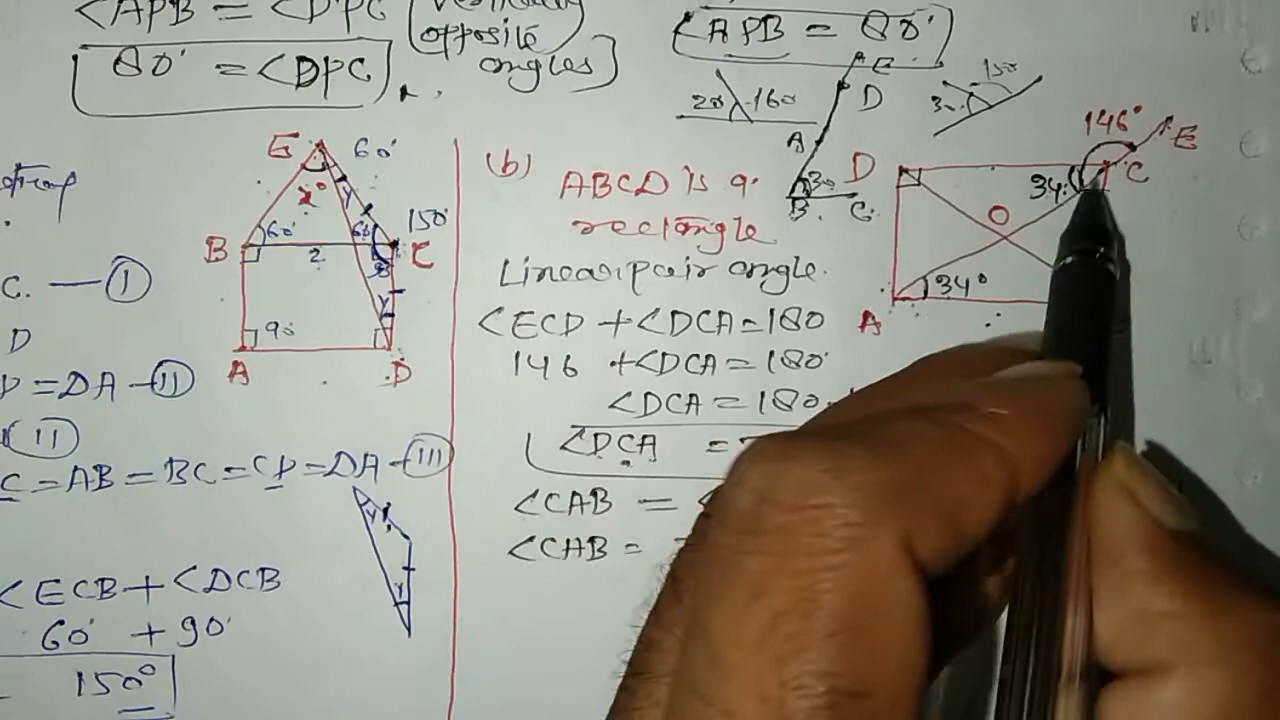 <APB = <DPC
opposite
80° = <DPC
angles)
<APB = 80°
E
D
20 160
150
30
A
B C
30
E 60°
x°
y
B 60° 60 150°
2 C
y
90
A D
C. — (I)
D
= DA - (II)
(II)
C = AB = BC = CD = DA - (III)
y
y
<ECB + <DCB
60° + 90°
150°
(b) ABCD is a
rectangle
Linear pair angle.
<ECD + <DCA = 180
146 + <DCA = 180°
<DCA = 180
<DCA =
<CAB =
<CAB =
146° E
D C
34
O
34°
A